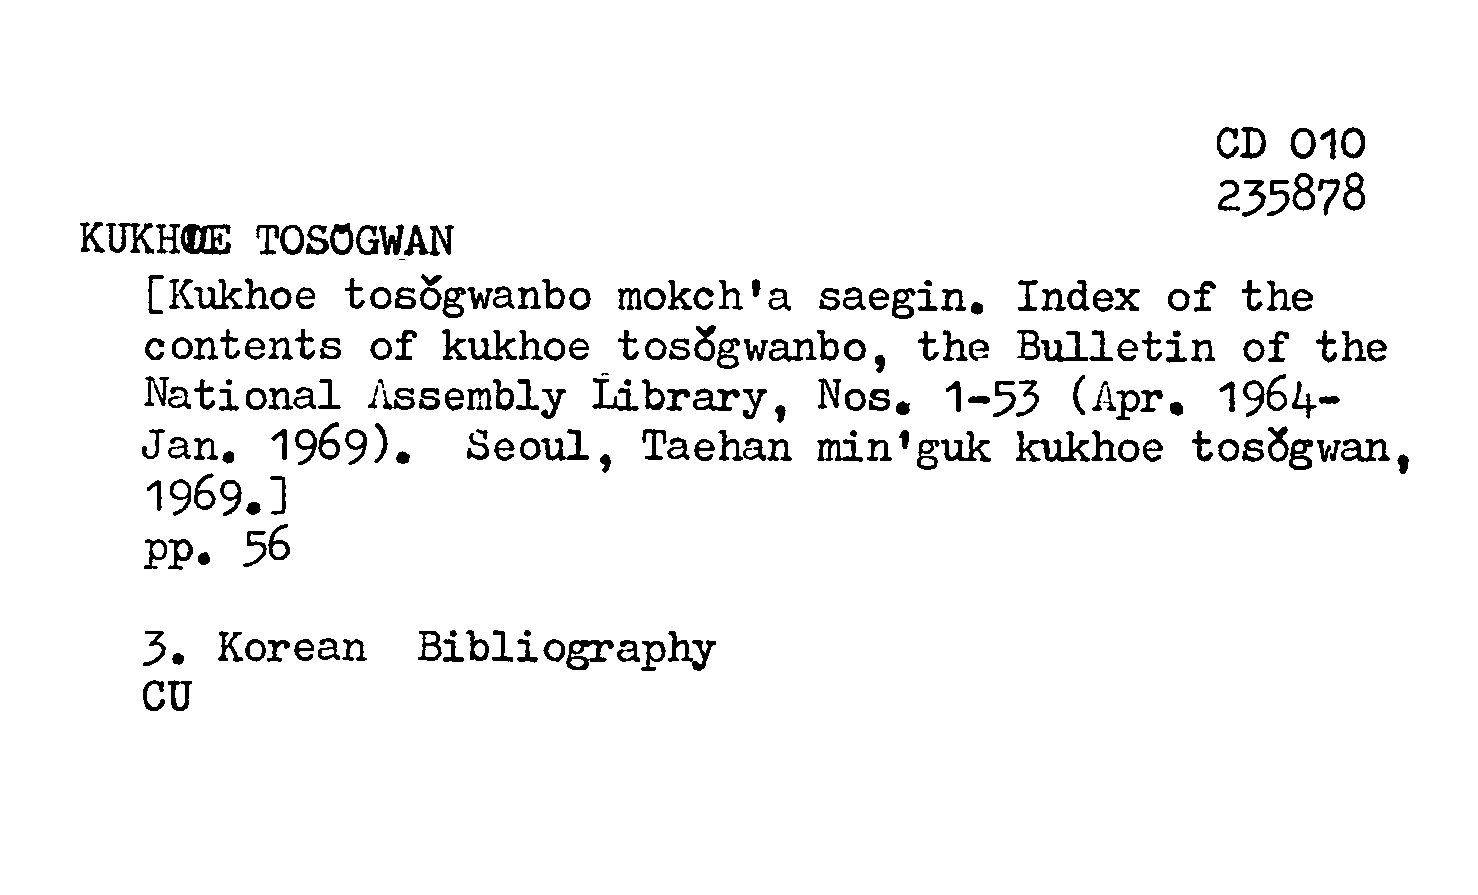 CD 010
235878
KUKHOE TOSŎGWAN
[Kukhoe tosŏgwanbo mokch'a saegin. Index of the
contents of kukhoe tosŏgwanbo, the Bulletin of the
National Assembly Library, Nos. 1-53 (Apr. 1964-
Jan. 1969). Seoul, Taehan min'guk kukhoe tosŏgwan,
1969.]
pp. 56
3. Korean Bibliography
CU